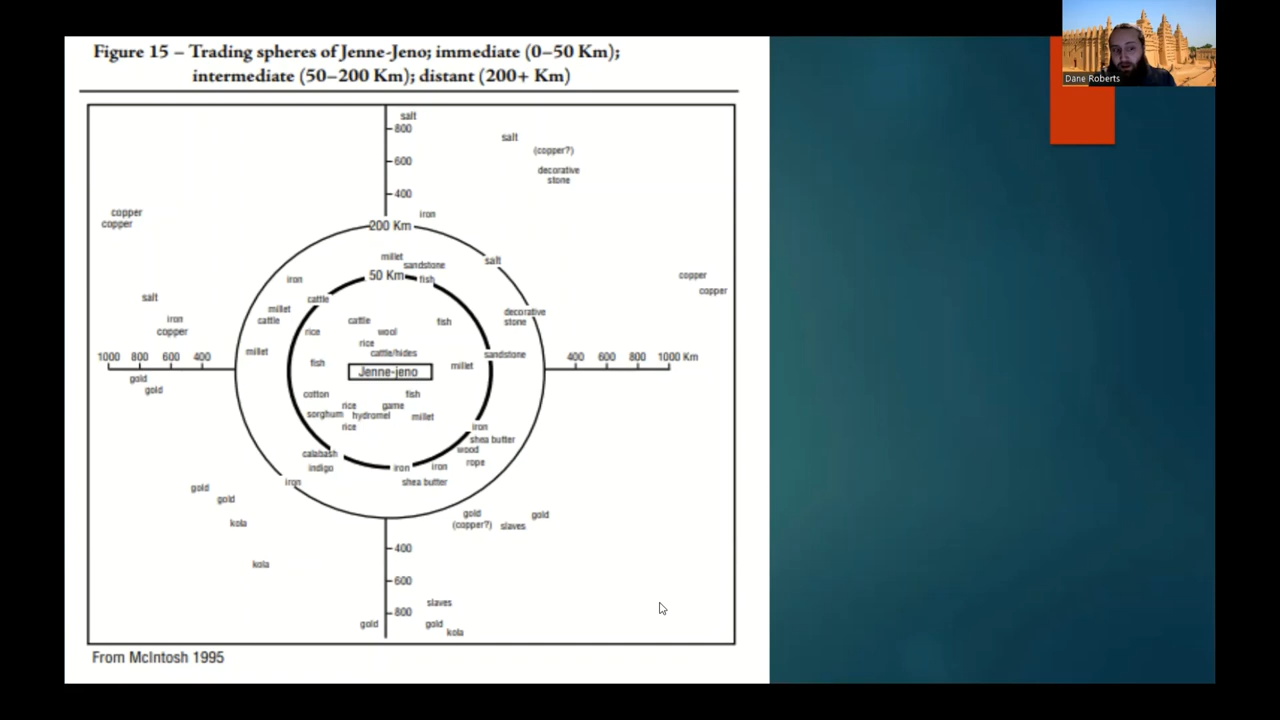 Figure 15 – Trading spheres of Jenne-Jeno; immediate (0–50 Km);
intermediate (50–200 Km); distant (200+ Km)
Dane Roberts
salt
800
salt
(copper?)
600
decorative
stone
400
copper
copper
iron
200 Km
millet
sandstone
salt
50 Km
fish
iron
copper
copper
salt
cattle
millet
cattle
decorative
stone
iron
copper
rice
cattle
wool
fish
rice
cattle/hides
millet
sandstone
1000 800 600 400
400 600 800 1000 Km
fish
millet
Jenne-jeno
gold
gold
cotton
fish
rice
game
sorghum
hydromel
millet
rice
iron
shea butter
wood
rope
calabash
indigo
iron
iron
shea butter
iron
gold
gold
kola
gold
(copper?)
slaves
gold
400
kola
600
slaves
800
gold
gold
kola
From McIntosh 1995